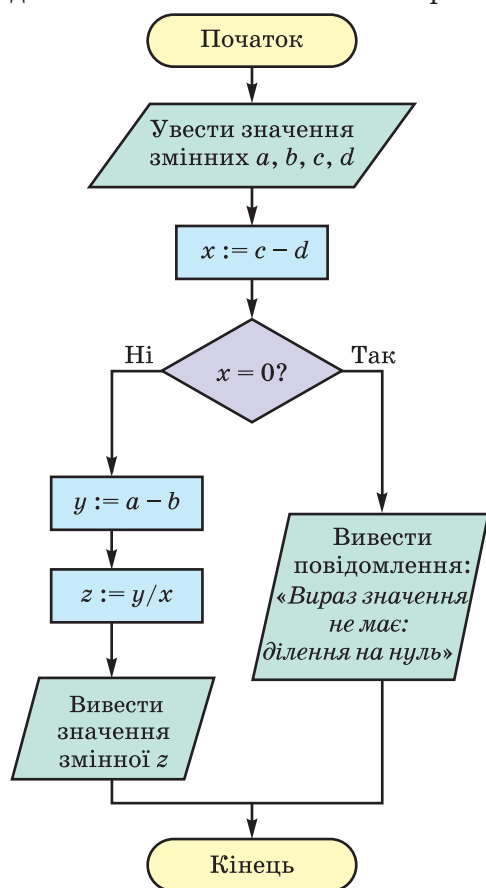 Початок
Увести значення
змінних a, b, c, d
x := c – d
x = 0?
Ні
Так
y := a – b
z := y/x
Вивести
значення
змінної z
Вивести
повідомлення:
«Вираз значення
не має:
ділення на нуль»
Кінець